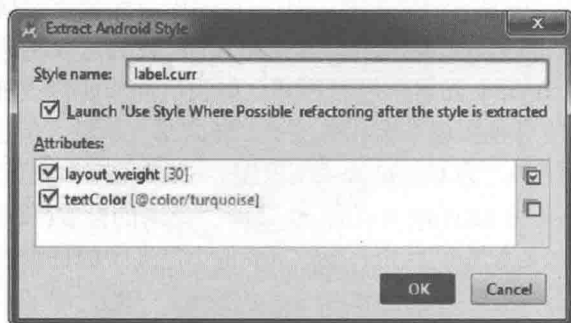 Extract Android Style
Style name: label.curr
Launch 'Use Style Where Possible' refactoring after the style is extracted
Attributes:
layout_weight [30]
textColor [@color/turquoise]
OK Cancel